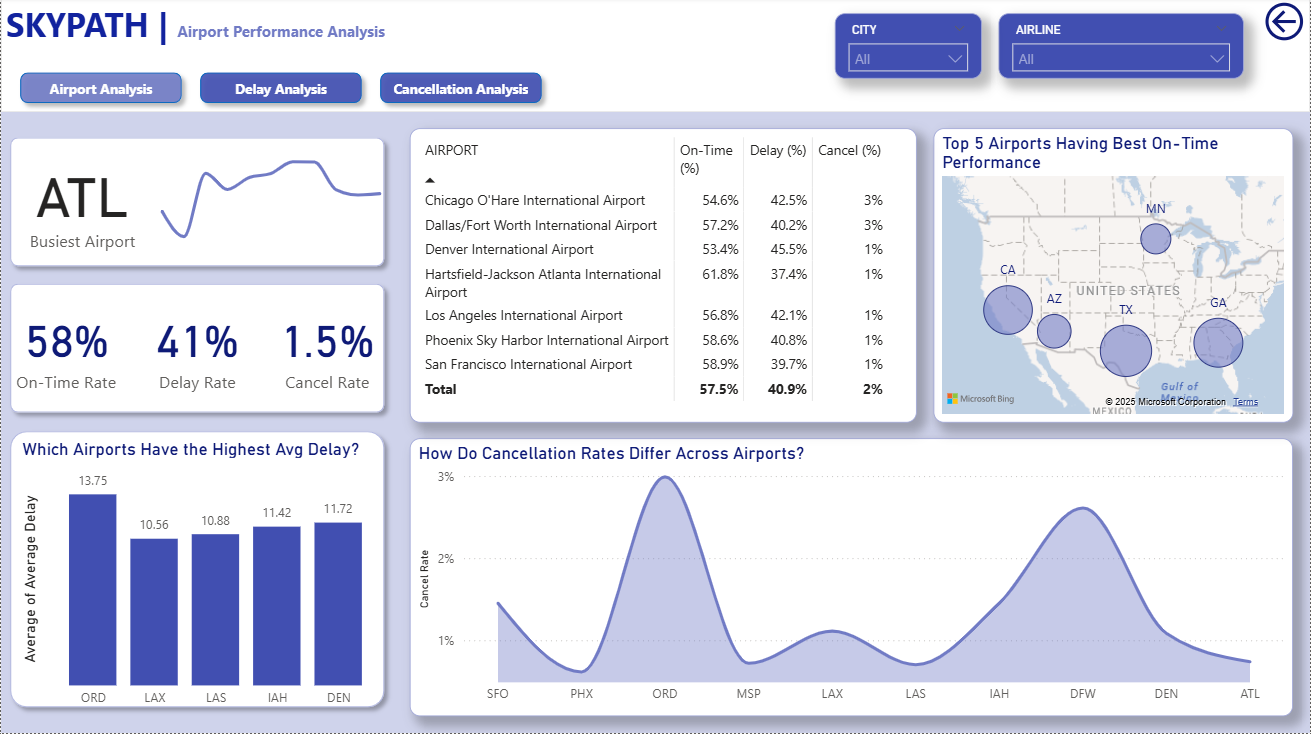 SKYPATH | Airport Performance Analysis
CITY
All
AIRLINE
All
Airport Analysis
Delay Analysis
Cancellation Analysis
ATL
Busiest Airport
58%
On-Time Rate
41%
Delay Rate
1.5%
Cancel Rate
AIRPORT On-Time (%) Delay (%) Cancel (%)
Chicago O'Hare International Airport 54.6% 42.5% 3%
Dallas/Fort Worth International Airport 57.2% 40.2% 3%
Denver International Airport 53.4% 45.5% 1%
Hartsfield-Jackson Atlanta International Airport 61.8% 37.4% 1%
Los Angeles International Airport 56.8% 42.1% 1%
Phoenix Sky Harbor International Airport 58.6% 40.8% 1%
San Francisco International Airport 58.9% 39.7% 1%
Total 57.5% 40.9% 2%
Top 5 Airports Having Best On-Time
Performance
MN
CA
AZ
UNITED STATES
TX
GA
Gulf of
Mexico
MEXICO
Microsoft Bing
© 2025 Microsoft Corporation Terms
Which Airports Have the Highest Avg Delay?
Average of Average Delay
13.75
10.56
10.88
11.42
11.72
ORD LAX LAS IAH DEN
How Do Cancellation Rates Differ Across Airports?
Cancel Rate
3%
2%
1%
SFO PHX ORD MSP LAX LAS IAH DFW DEN ATL